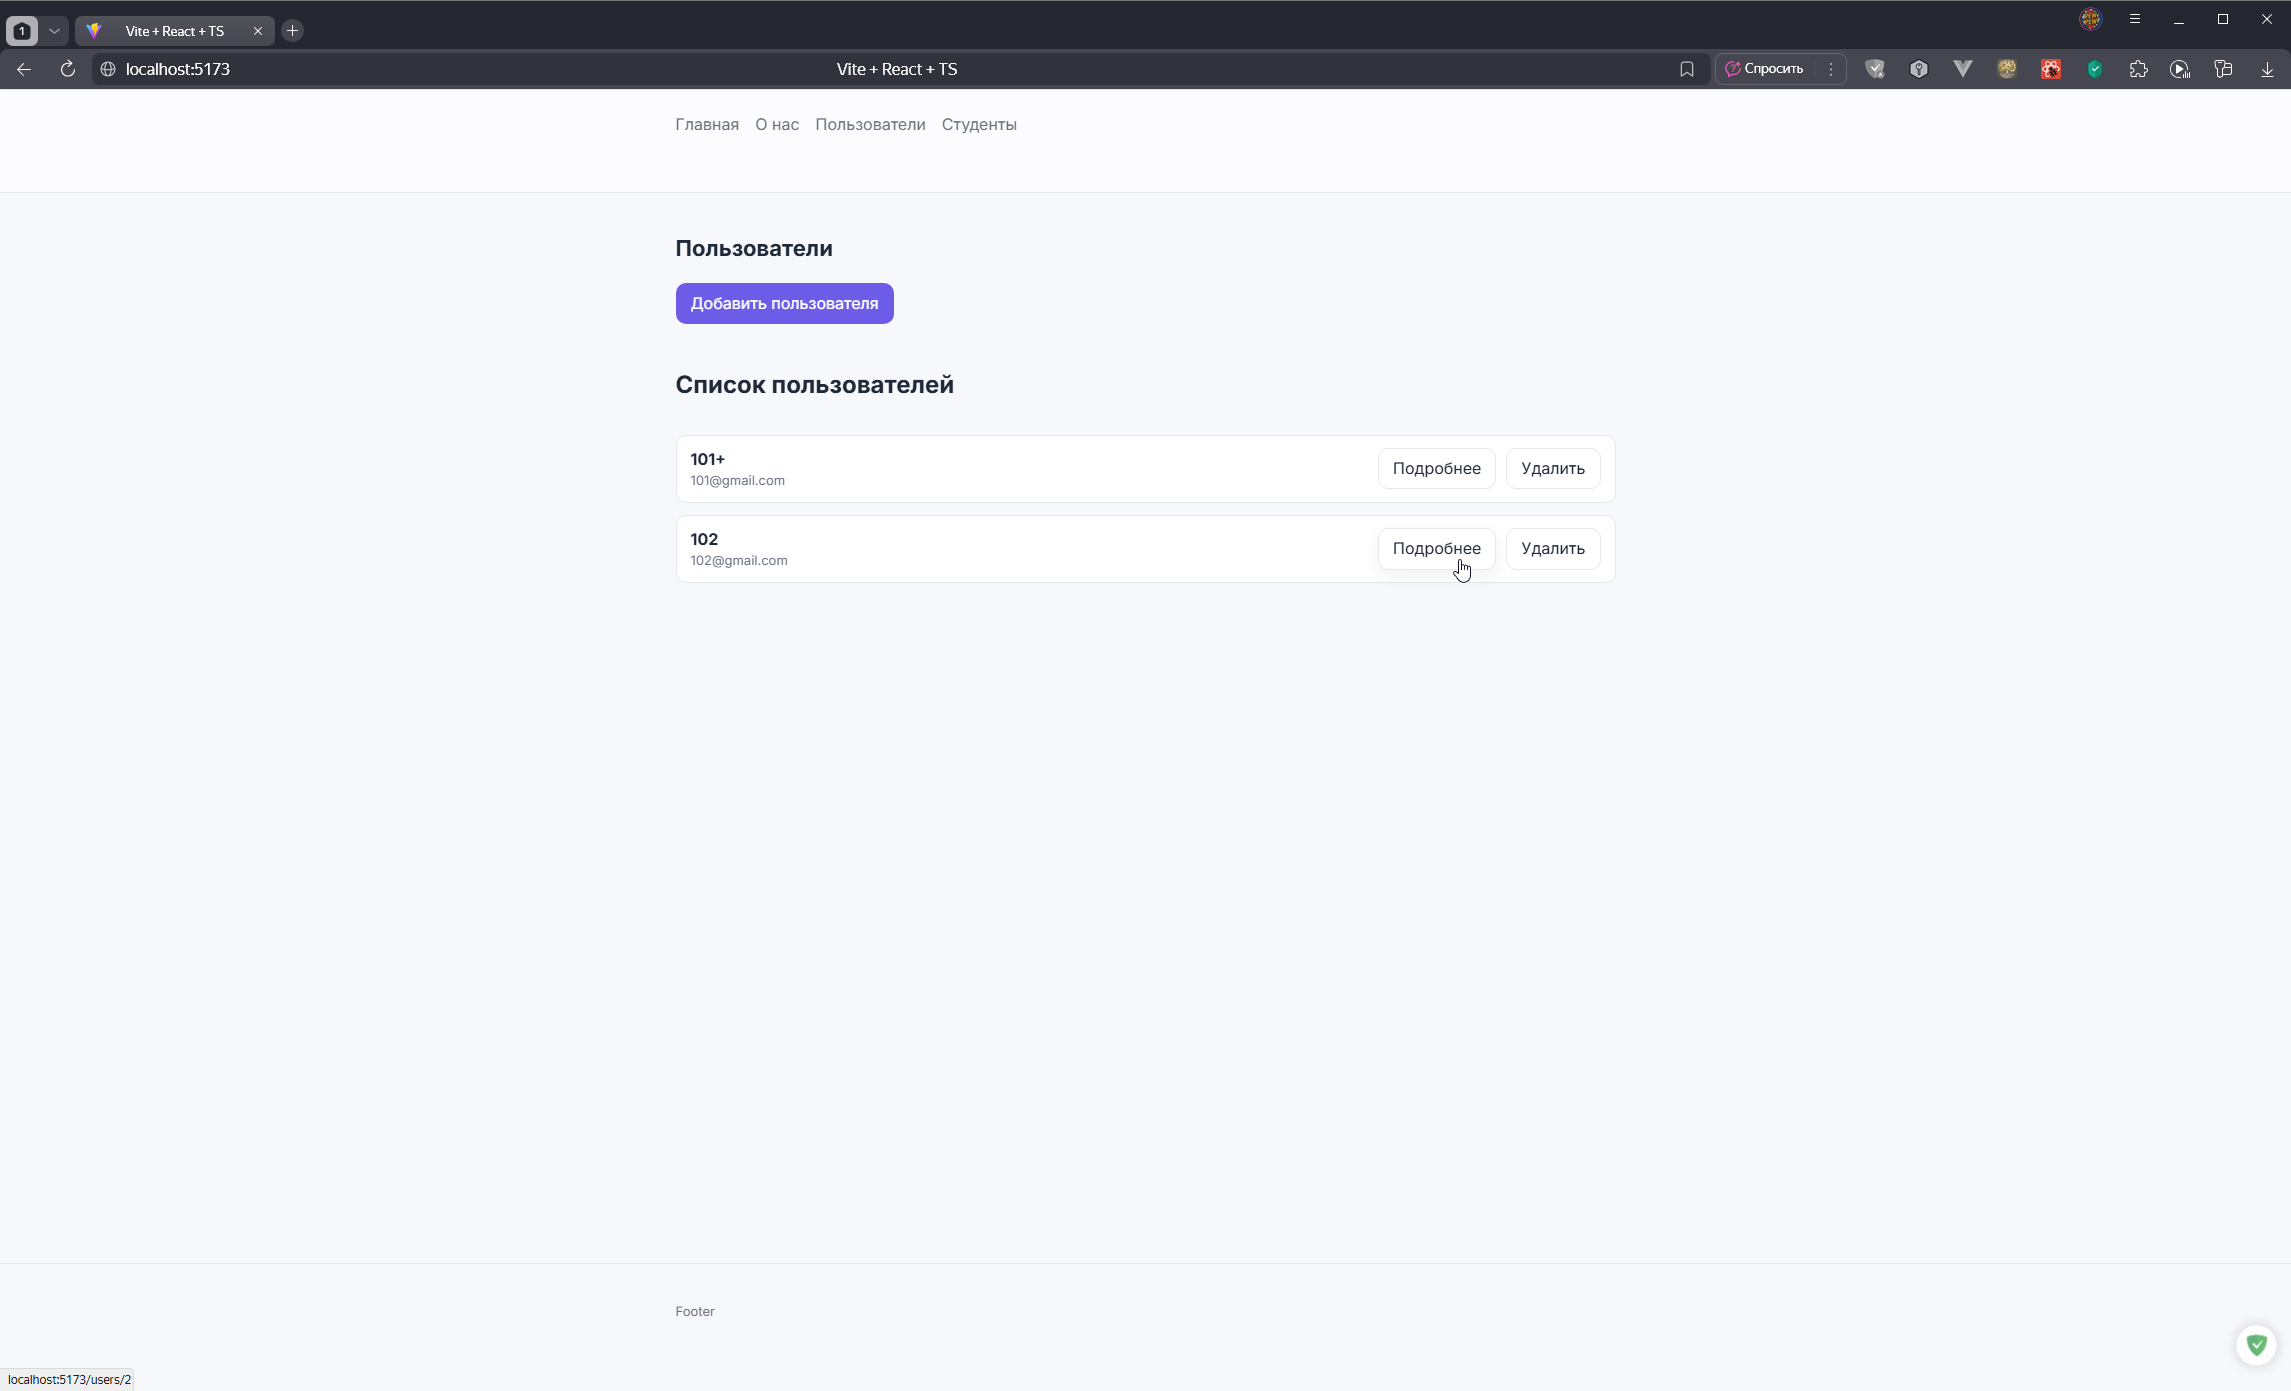 1
Vite + React + TS
localhost:5173
Vite + React + TS
Спросить
Главная О нас Пользователи Студенты
Пользователи
Добавить пользователя
Список пользователей
101+
101@gmail.com
Подробнее
Удалить
102
102@gmail.com
Подробнее
Удалить
Footer
localhost:5173/users/2